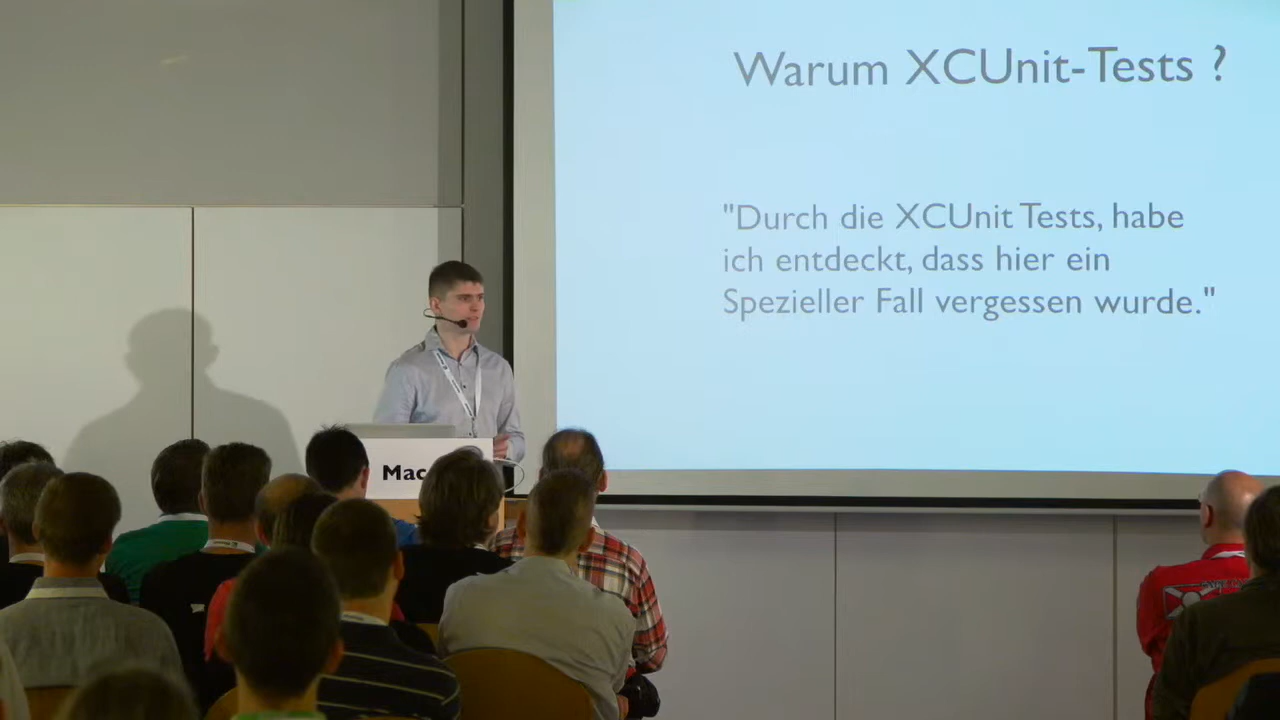 Warum XCUnit-Tests ?
"Durch die XCUnit Tests, habe
ich entdeckt, dass hier ein
Spezieller Fall vergessen wurde."
Mac